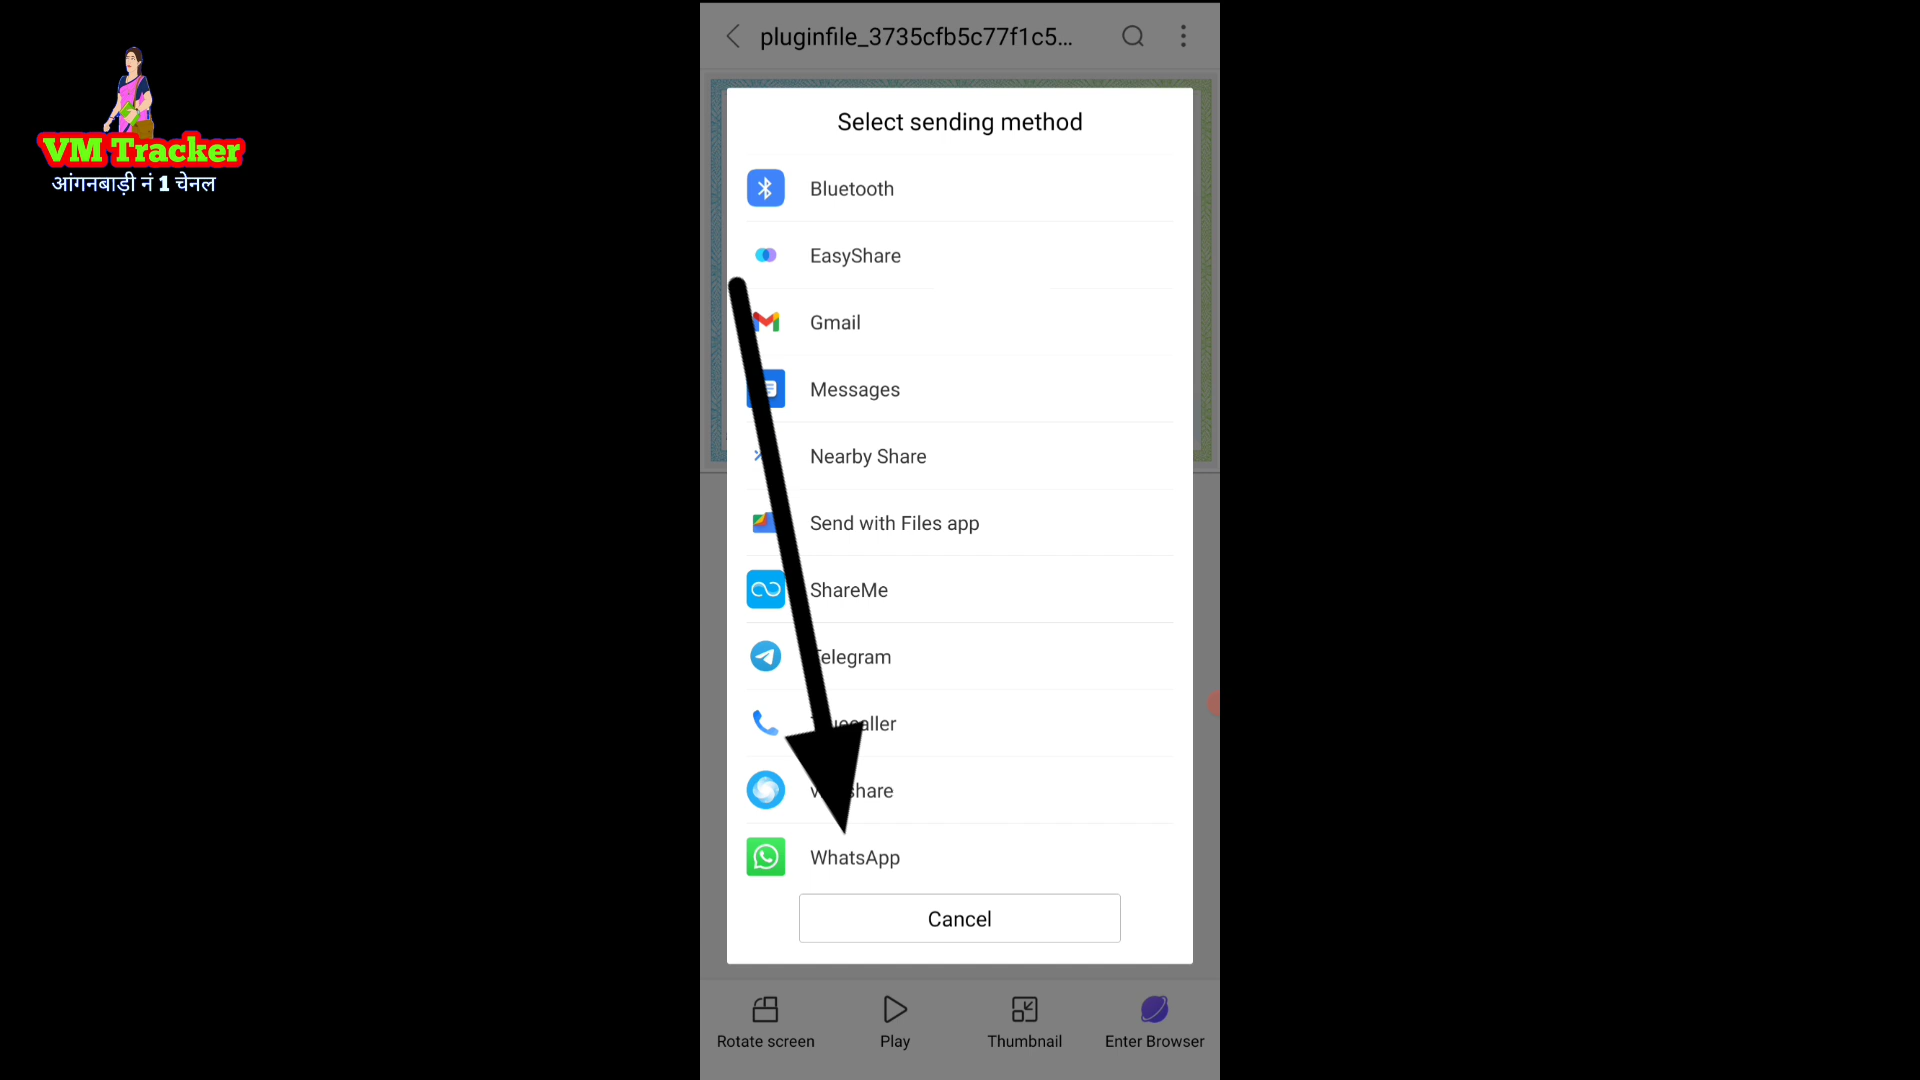 VM Tracker
आंगनबाड़ी नं 1 चेनल
pluginfile_3735cfb5c77f1c5...
Select sending method
Bluetooth
EasyShare
Gmail
Messages
Nearby Share
Send with Files app
ShareMe
Telegram
Truecaller
WhatsApp
Cancel
Rotate screen
Play
Thumbnail
Enter Browser